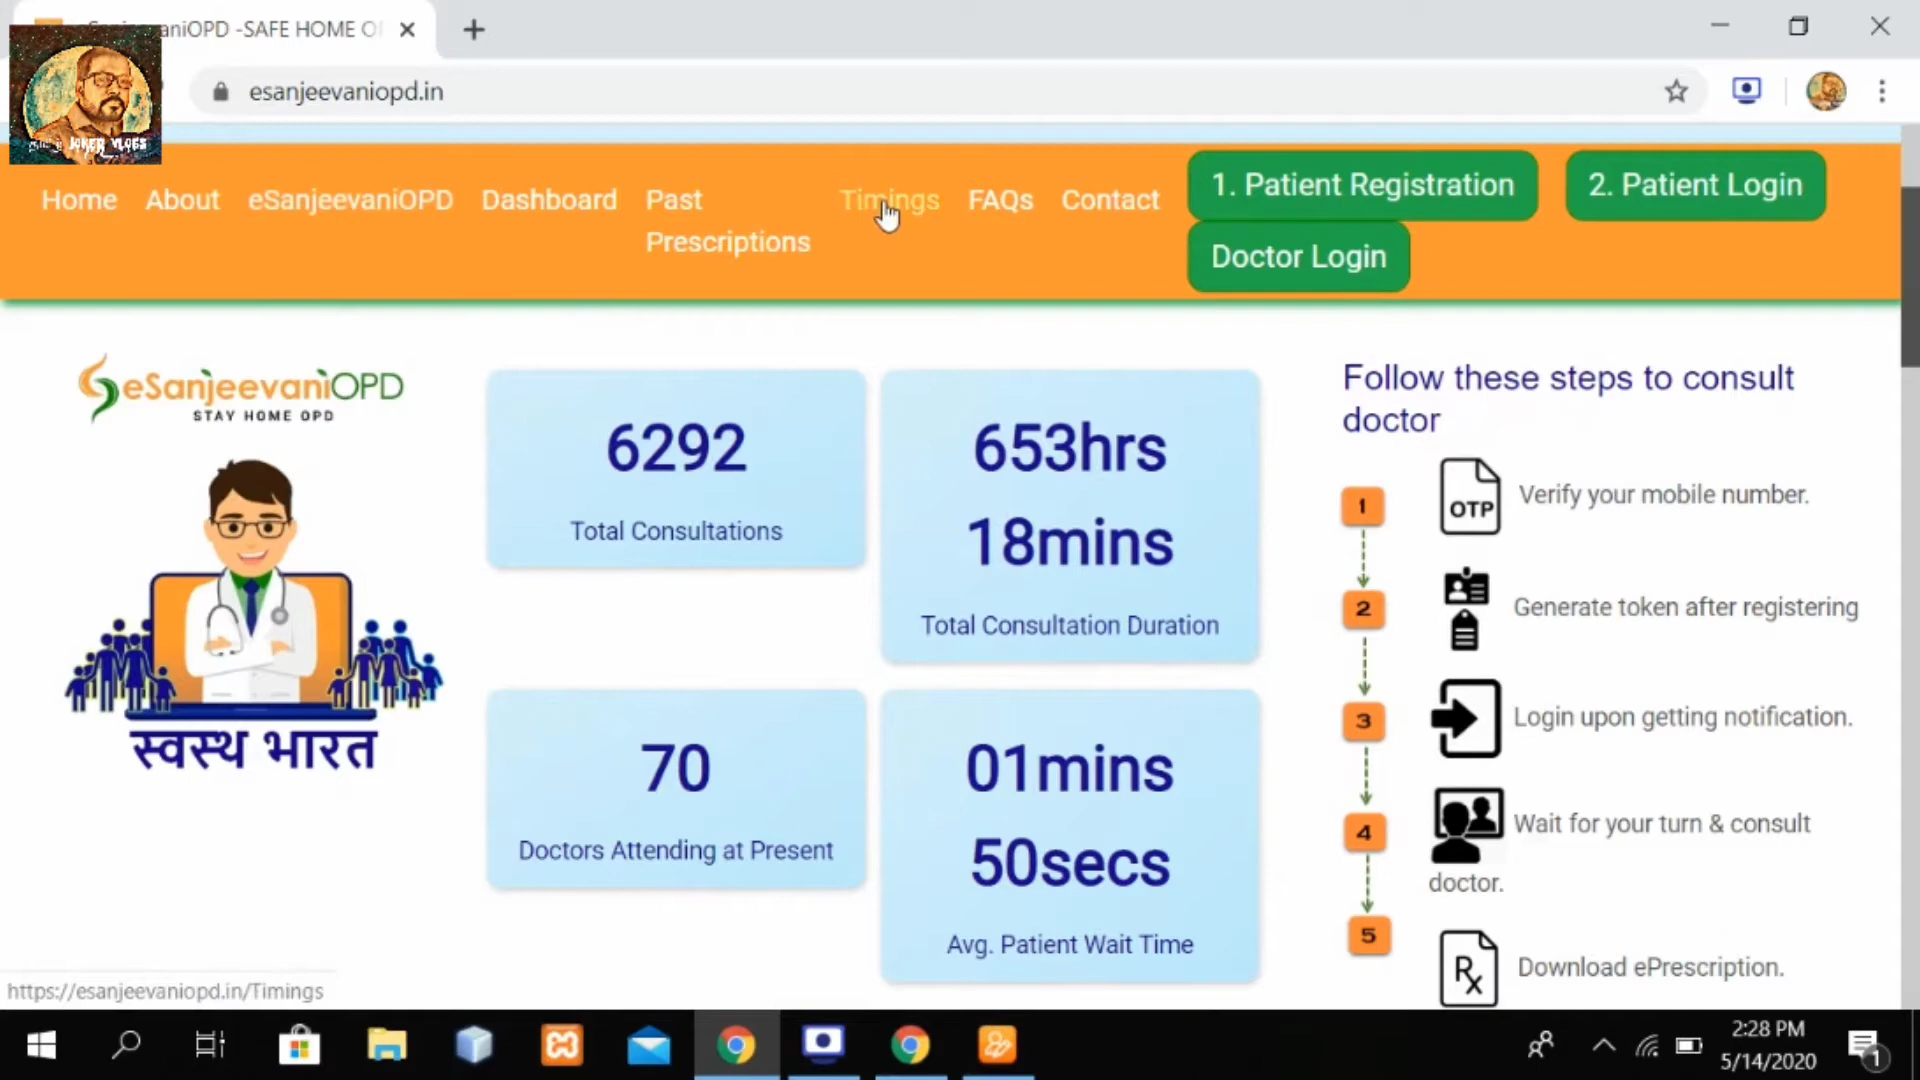 aniOPD -SAFE HOME O
esanjeevaniopd.in
JOKER VLOGS
Home About eSanjeevaniOPD Dashboard Past Prescriptions Timings FAQs Contact
1. Patient Registration
2. Patient Login
Doctor Login
eSanjeevaniOPD
STAY HOME OPD
स्वस्थ भारत
6292
Total Consultations
653hrs
18mins
Total Consultation Duration
70
Doctors Attending at Present
01mins
50secs
Avg. Patient Wait Time
Follow these steps to consult
doctor
1
OTP
Verify your mobile number.
2
Generate token after registering
3
Login upon getting notification.
4
Wait for your turn & consult
doctor.
5
Rx
Download ePrescription.
https://esanjeevaniopd.in/Timings
2:28 PM
5/14/2020
1